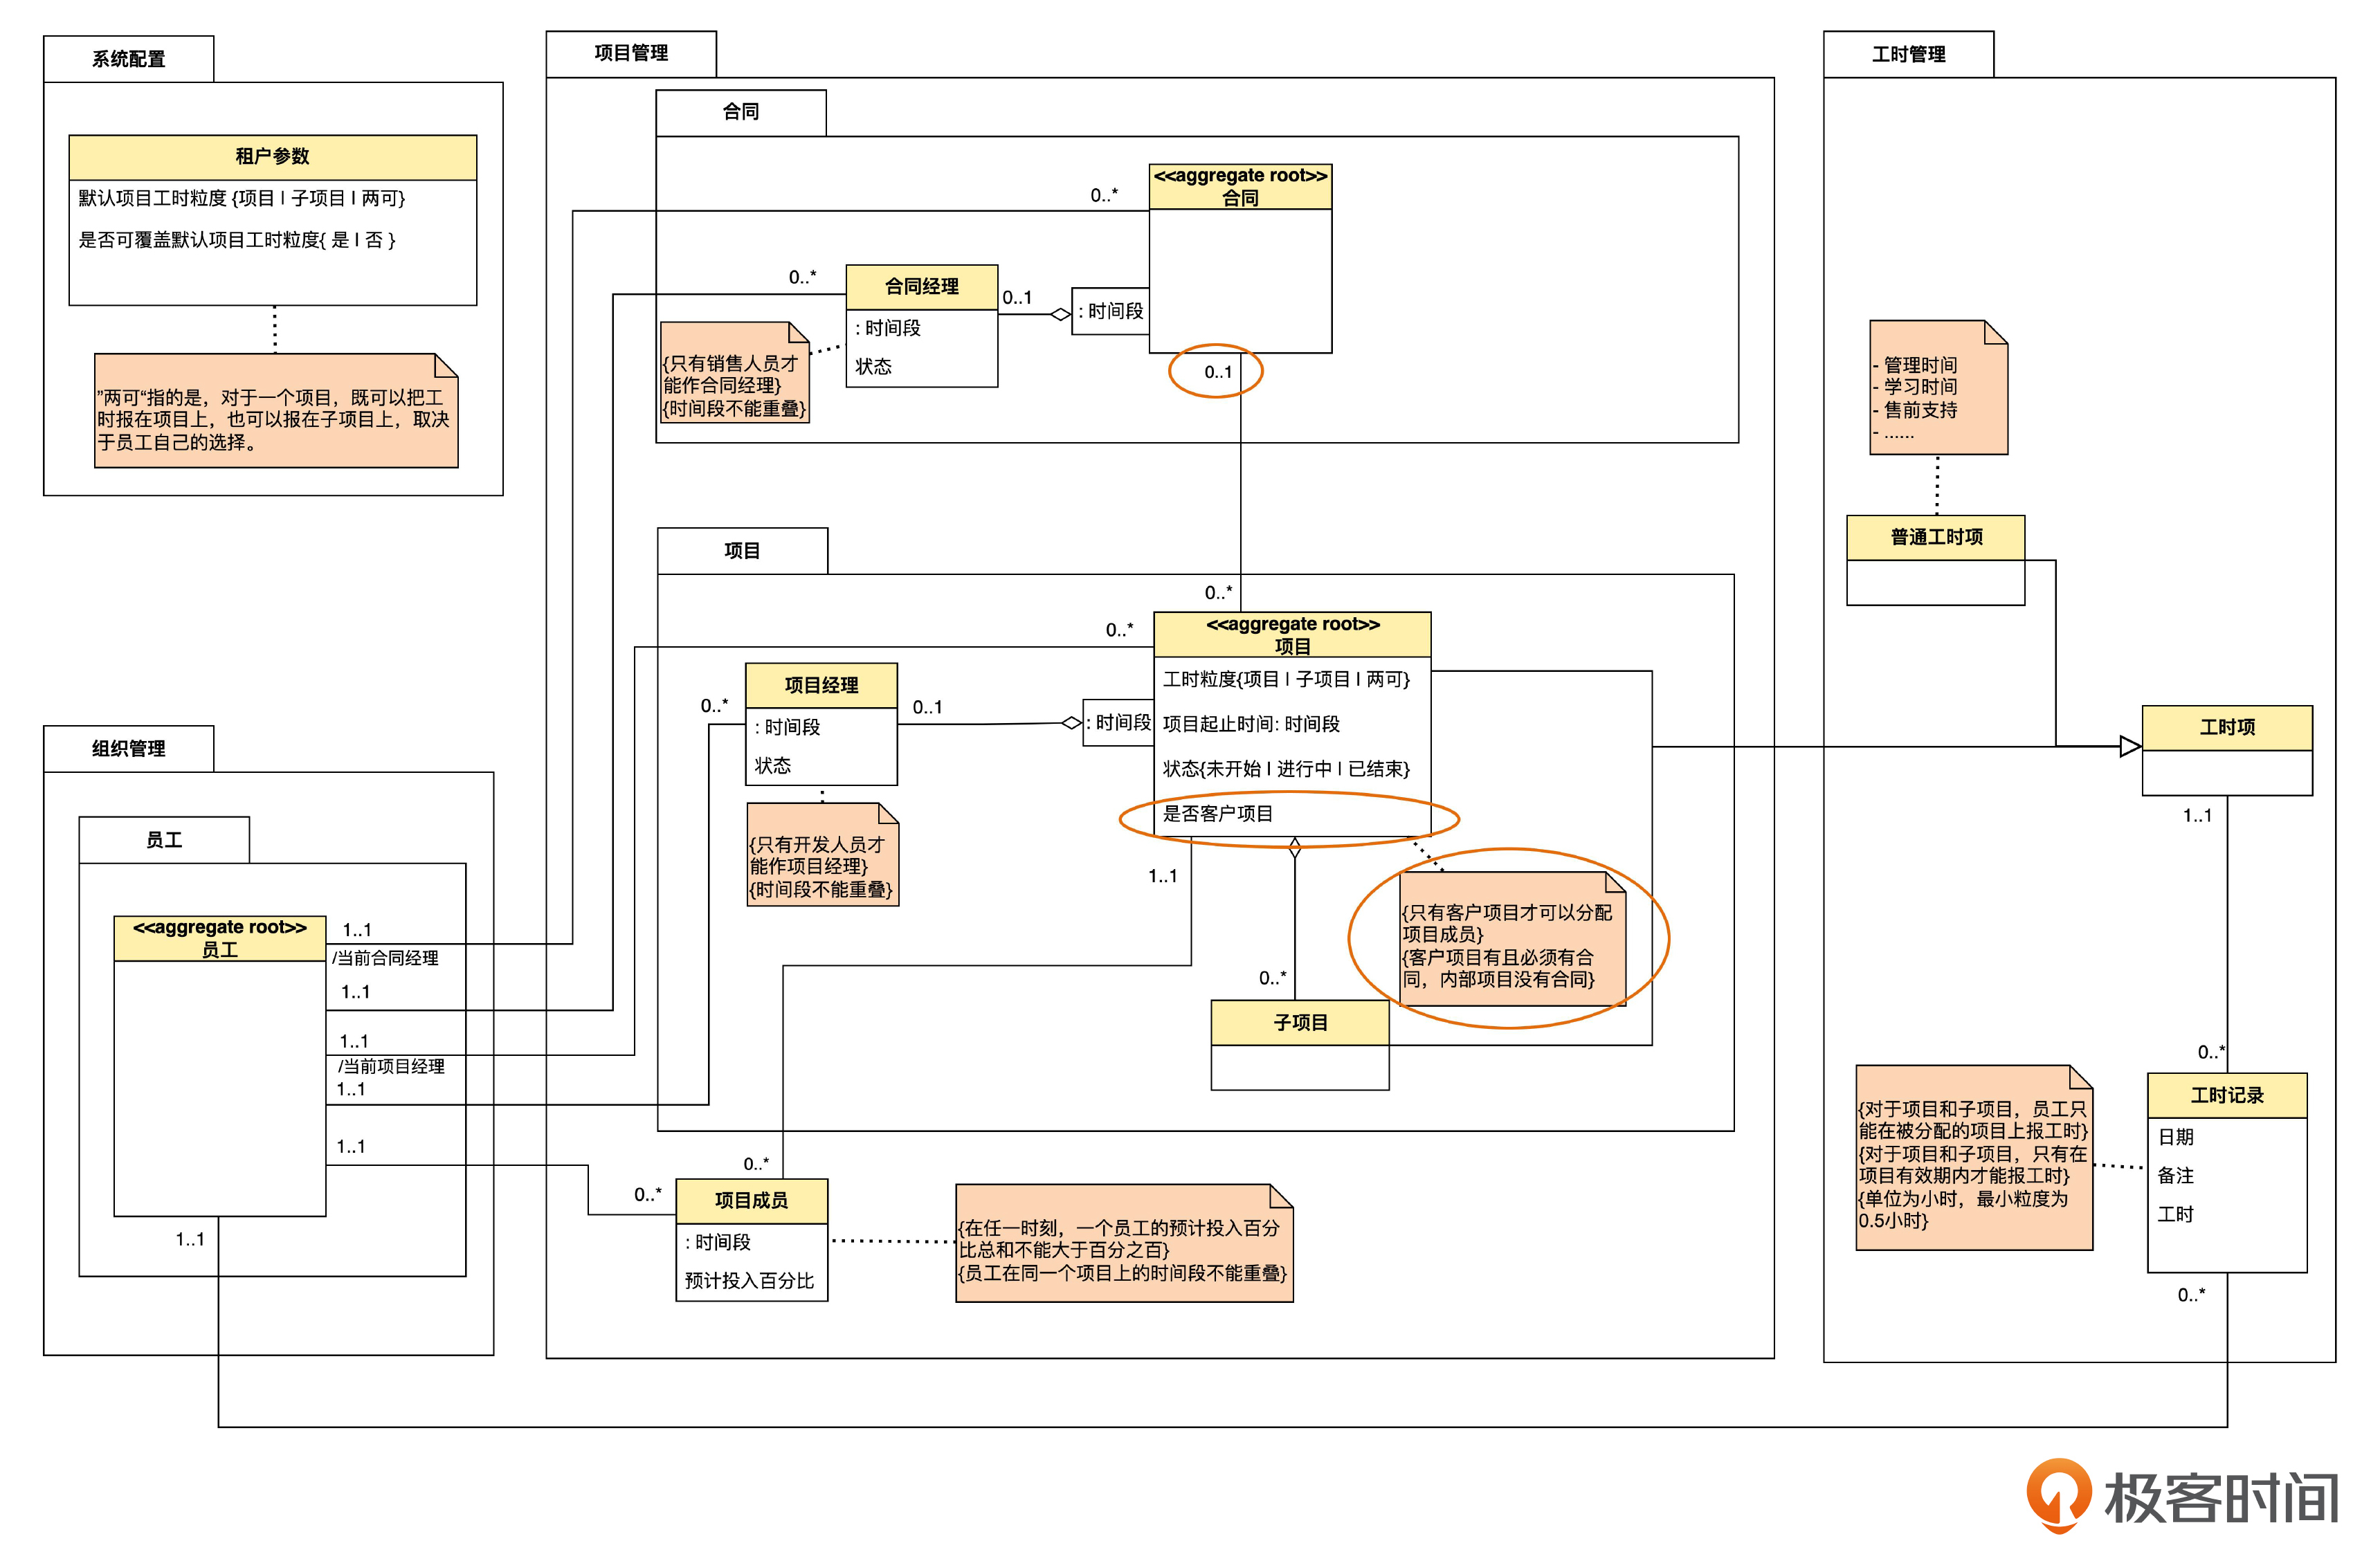 系统配置
租户参数
默认项目工时粒度 {项目 | 子项目 | 两可}
是否可覆盖默认项目工时粒度{ 是 | 否 }
”两可“指的是，对于一个项目，既可以把工
时报在项目上，也可以报在子项目上，取决
于员工自己的选择。
组织管理
员工
<<aggregate root>>
员工
1..1
/当前合同经理
1..1
1..1
/当前项目经理
1..1
1..1
1..1
项目管理
合同
0..*
<<aggregate root>>
合同
0..*
合同经理
: 时间段
状态
0..1
: 时间段
{只有销售人员才
能作合同经理}
{时间段不能重叠}
0..1
项目
0..*
0..*
<<aggregate root>>
项目
工时粒度{项目 | 子项目 | 两可}
项目起止时间: 时间段
状态{未开始 | 进行中 | 已结束}
是否客户项目
0..*
项目经理
: 时间段
状态
0..1
: 时间段
{只有开发人员才
能作项目经理}
{时间段不能重叠}
1..1
{只有客户项目才可以分配
项目成员}
{客户项目有且必须有合
同，内部项目没有合同}
0..*
子项目
0..*
0..*
项目成员
: 时间段
预计投入百分比
{在任一时刻，一个员工的预计投入百分
比总和不能大于百分之百}
{员工在同一个项目上的时间段不能重叠}
工时管理
- 管理时间
- 学习时间
- 售前支持
- ......
普通工时项
工时项
1..1
0..*
工时记录
日期
备注
工时
{对于项目和子项目，员工只
能在被分配的项目上报工时}
{对于项目和子项目，只有在
项目有效期内才能报工时}
{单位为小时，最小粒度为
0.5小时}
0..*
极客时间